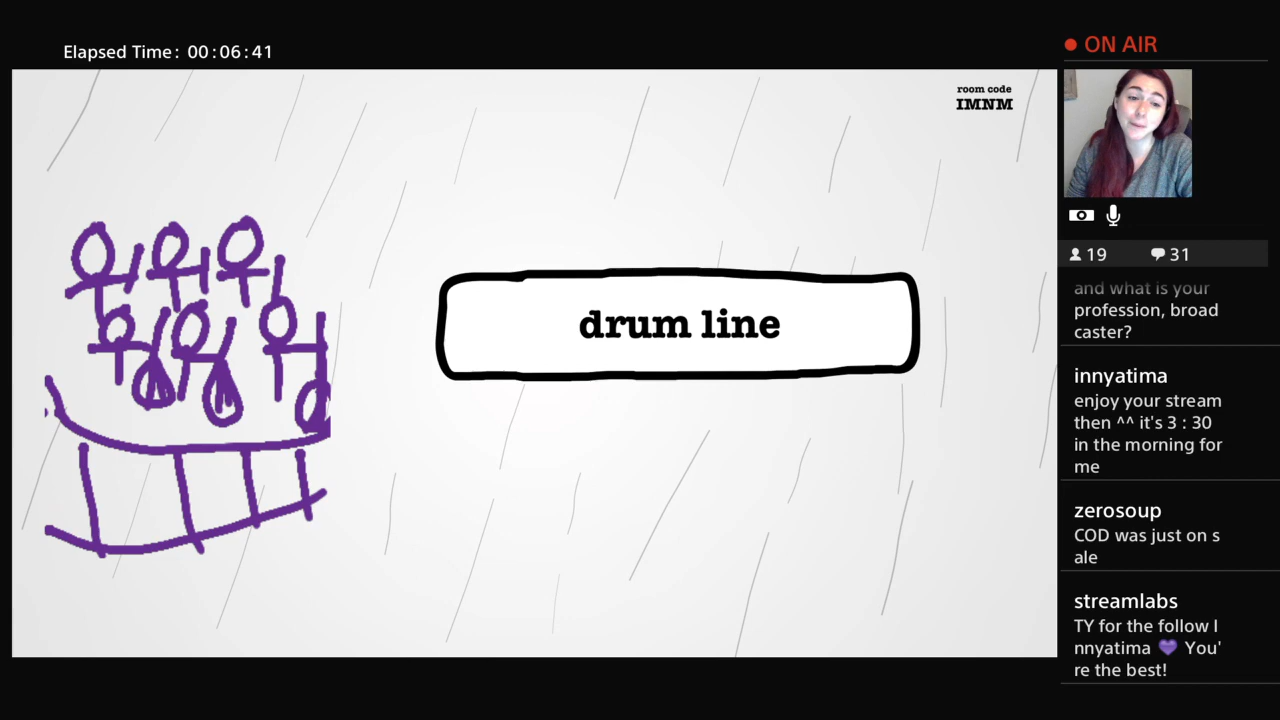 Elapsed Time: 00:06:41
ON AIR
room code
IMNM
19 31
drum line
and what is your
profession, broad
caster?
innyatima
enjoy your stream
then ^^ it's 3 : 30
in the morning for
me
zerosoup
COD was just on s
ale
streamlabs
TY for the follow I
nnyatima 💜 You'
re the best!